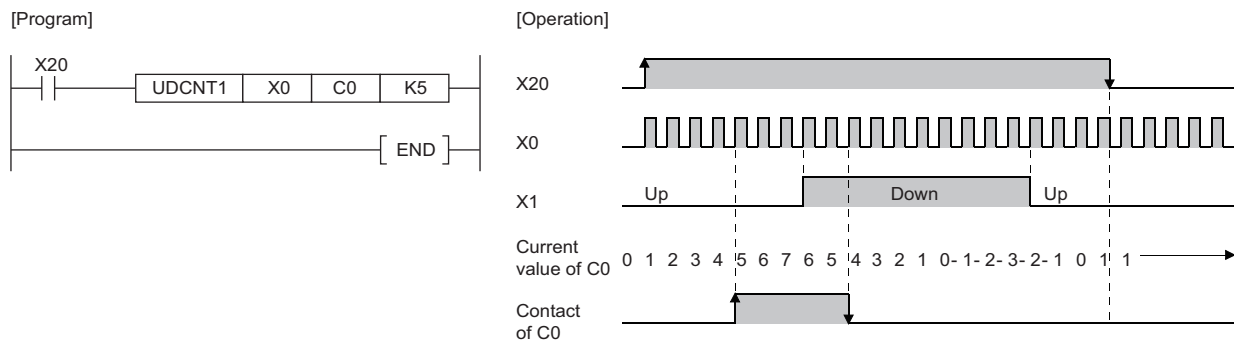 [Program]
X20
UDCNT1 X0 C0 K5
END
[Operation]
X20
X0
X1 Up Down Up
Current
value of C0 0 1 2 3 4 5 6 7 6 5 4 3 2 1 0- 1- 2- 3- 2- 1 0 1 1
Contact
of C0